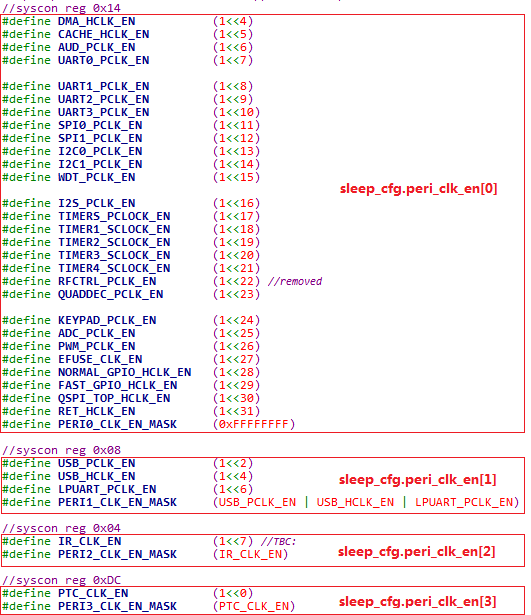 //syscon reg 0x14
#define DMA_HCLK_EN (1<<4)
#define CACHE_HCLK_EN (1<<5)
#define AUD_PCLK_EN (1<<6)
#define UART0_PCLK_EN (1<<7)
#define UART1_PCLK_EN (1<<8)
#define UART2_PCLK_EN (1<<9)
#define UART3_PCLK_EN (1<<10)
#define SPI0_PCLK_EN (1<<11)
#define SPI1_PCLK_EN (1<<12)
#define I2C0_PCLK_EN (1<<13)
#define I2C1_PCLK_EN (1<<14)
#define WDT_PCLK_EN (1<<15)
sleep_cfg.peri_clk_en[0]
#define I2S_PCLK_EN (1<<16)
#define TIMERS_PCLOCK_EN (1<<17)
#define TIMER1_SCLOCK_EN (1<<18)
#define TIMER2_SCLOCK_EN (1<<19)
#define TIMER3_SCLOCK_EN (1<<20)
#define TIMER4_SCLOCK_EN (1<<21)
#define RFCTRL_PCLK_EN (1<<22) //removed
#define QUADDEC_PCLK_EN (1<<23)
#define KEYPAD_PCLK_EN (1<<24)
#define ADC_PCLK_EN (1<<25)
#define PWM_PCLK_EN (1<<26)
#define EFUSE_CLK_EN (1<<27)
#define NORMAL_GPIO_HCLK_EN (1<<28)
#define FAST_GPIO_HCLK_EN (1<<29)
#define QSPI_TOP_HCLK_EN (1<<30)
#define RET_HCLK_EN (1<<31)
#define PERI0_CLK_EN_MASK (0xFFFFFFFF)
//syscon reg 0x08
#define USB_PCLK_EN (1<<2)
#define USB_HCLK_EN (1<<4)
sleep_cfg.peri_clk_en[1]
#define LPUART_PCLK_EN (1<<6)
#define PERI1_CLK_EN_MASK (USB_PCLK_EN | USB_HCLK_EN | LPUART_PCLK_EN)
//syscon reg 0x04
#define IR_CLK_EN (1<<7) //TBC:
#define PERI2_CLK_EN_MASK (IR_CLK_EN) sleep_cfg.peri_clk_en[2]
//syscon reg 0xDC
#define PTC_CLK_EN (1<<0)
#define PERI3_CLK_EN_MASK (PTC_CLK_EN) sleep_cfg.peri_clk_en[3]